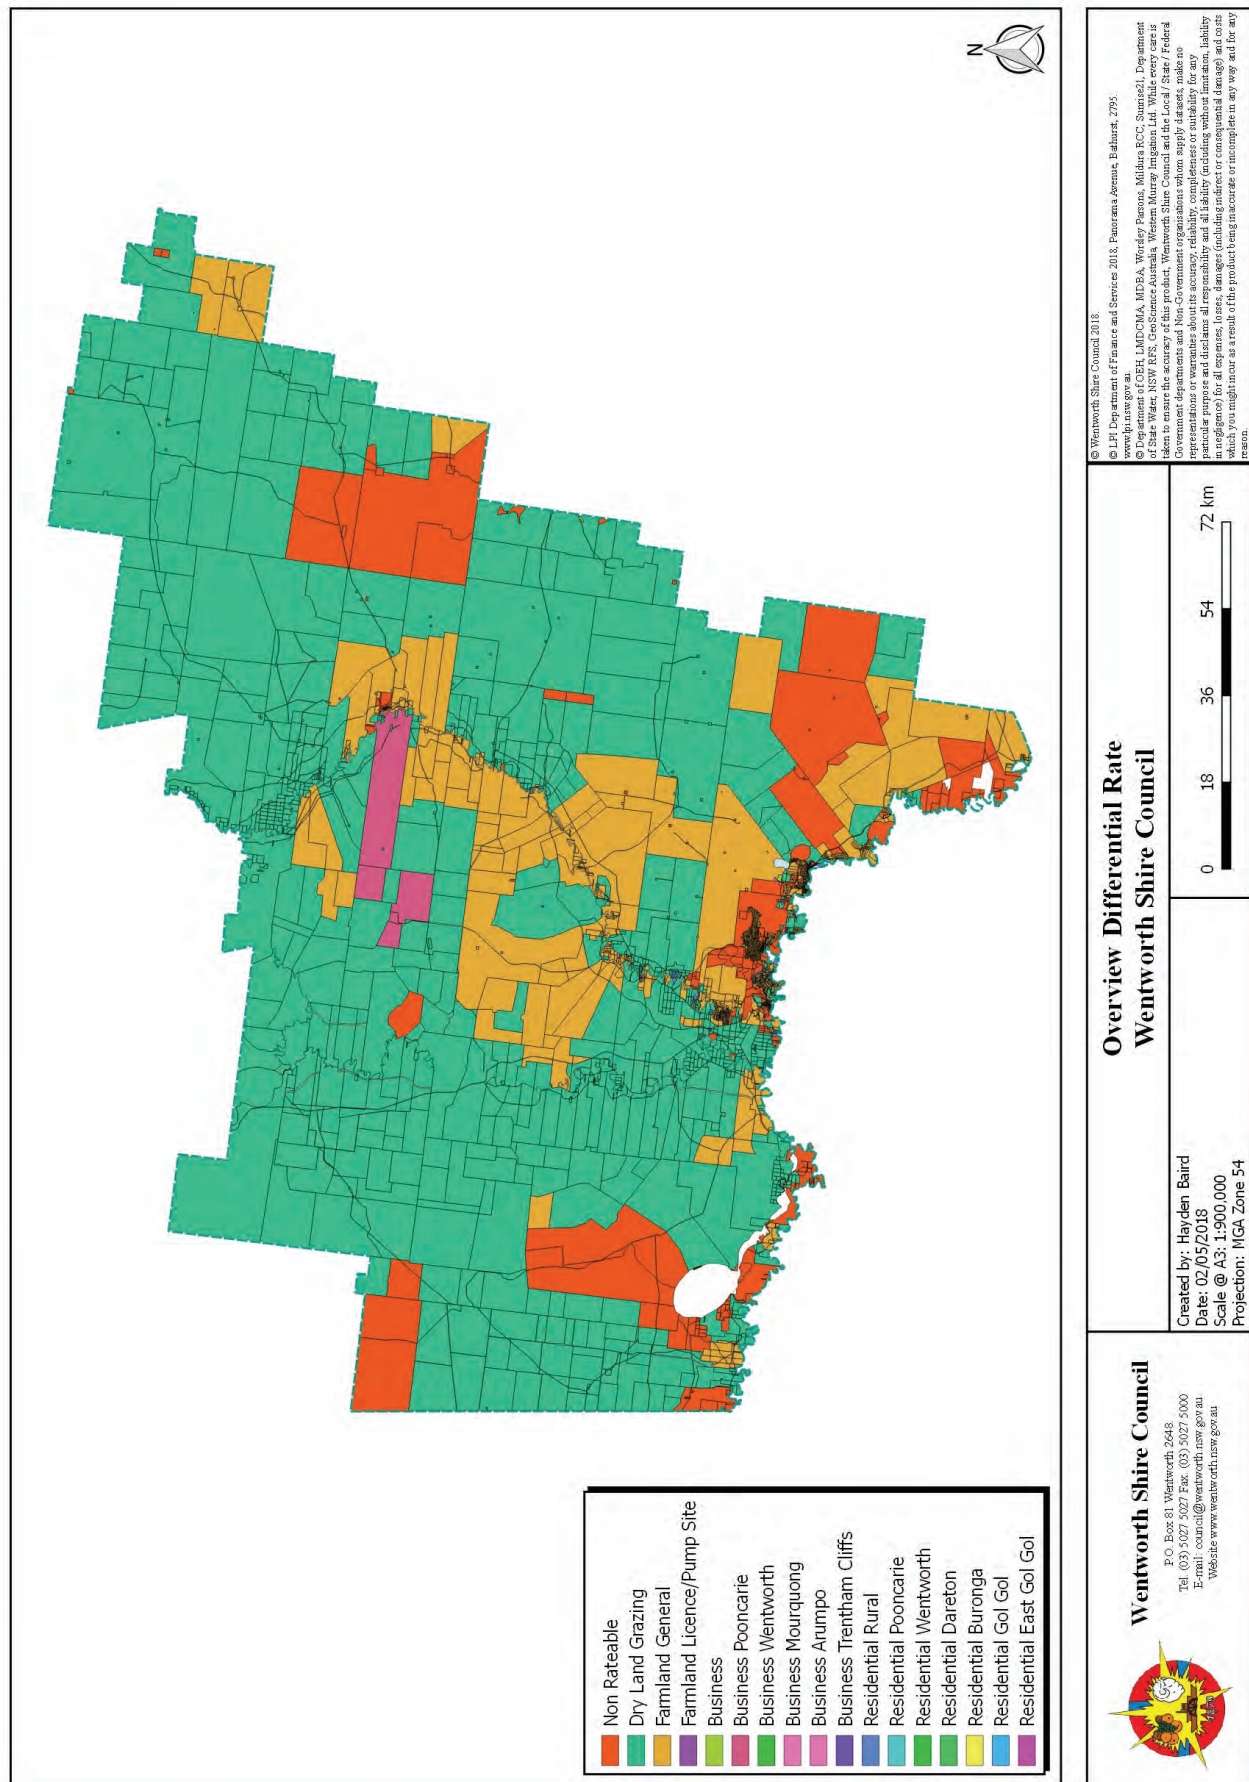 N
Non Rateable
Dry Land Grazing
Farmland General
Farmland Licence/Pump Site
Business
Business Pooncarie
Business Wentworth
Business Mourquong
Business Arumpo
Business Trentham Cliffs
Residential Rural
Residential Pooncarie
Residential Wentworth
Residential Dareton
Residential Buronga
Residential Gol Gol
Residential East Gol Gol
Wentworth Shire Council
P.O. Box 81 Wentworth 2648
Tel. (03) 5027 5027 Fax. (03) 5027 5000
E-mail: council@wentworth.nsw.gov.au
Website www.wentworth.nsw.gov.au
Overview Differential Rate
Wentworth Shire Council
Created by: Hayden Baird
Date: 02/05/2018
Scale @ A3: 1:900,000
Projection: MGA Zone 54
0 18 36 54 72 km
© Wentworth Shire Council 2018.
© LPI Department of Finance and Services 2018, Panorama Avenue, Bathurst, 2795.
www.lpi.nsw.gov.au
© Department of OEH, LMDCMA, MDBA, Worsley Parsons, Mildura RCC, Sunrise21, Department
of State Water, NSW RFS, GeoScience Australia, Western Murray Irrigation Ltd. While every care is
taken to ensure the accuracy of this product, Wentworth Shire Council and the Local / State / Federal
Government departments and Non-Government organisations whom supply datasets, make no
representations or warranties about its accuracy, reliability, completeness or suitability for any
particular purpose and disclaims all responsibility and all liability (including without limitation, liability
in negligence) for all expenses, losses, damages (including indirect or consequential damage) and costs
which you might incur as a result of the product being inaccurate or incomplete in any way and for any
reason.